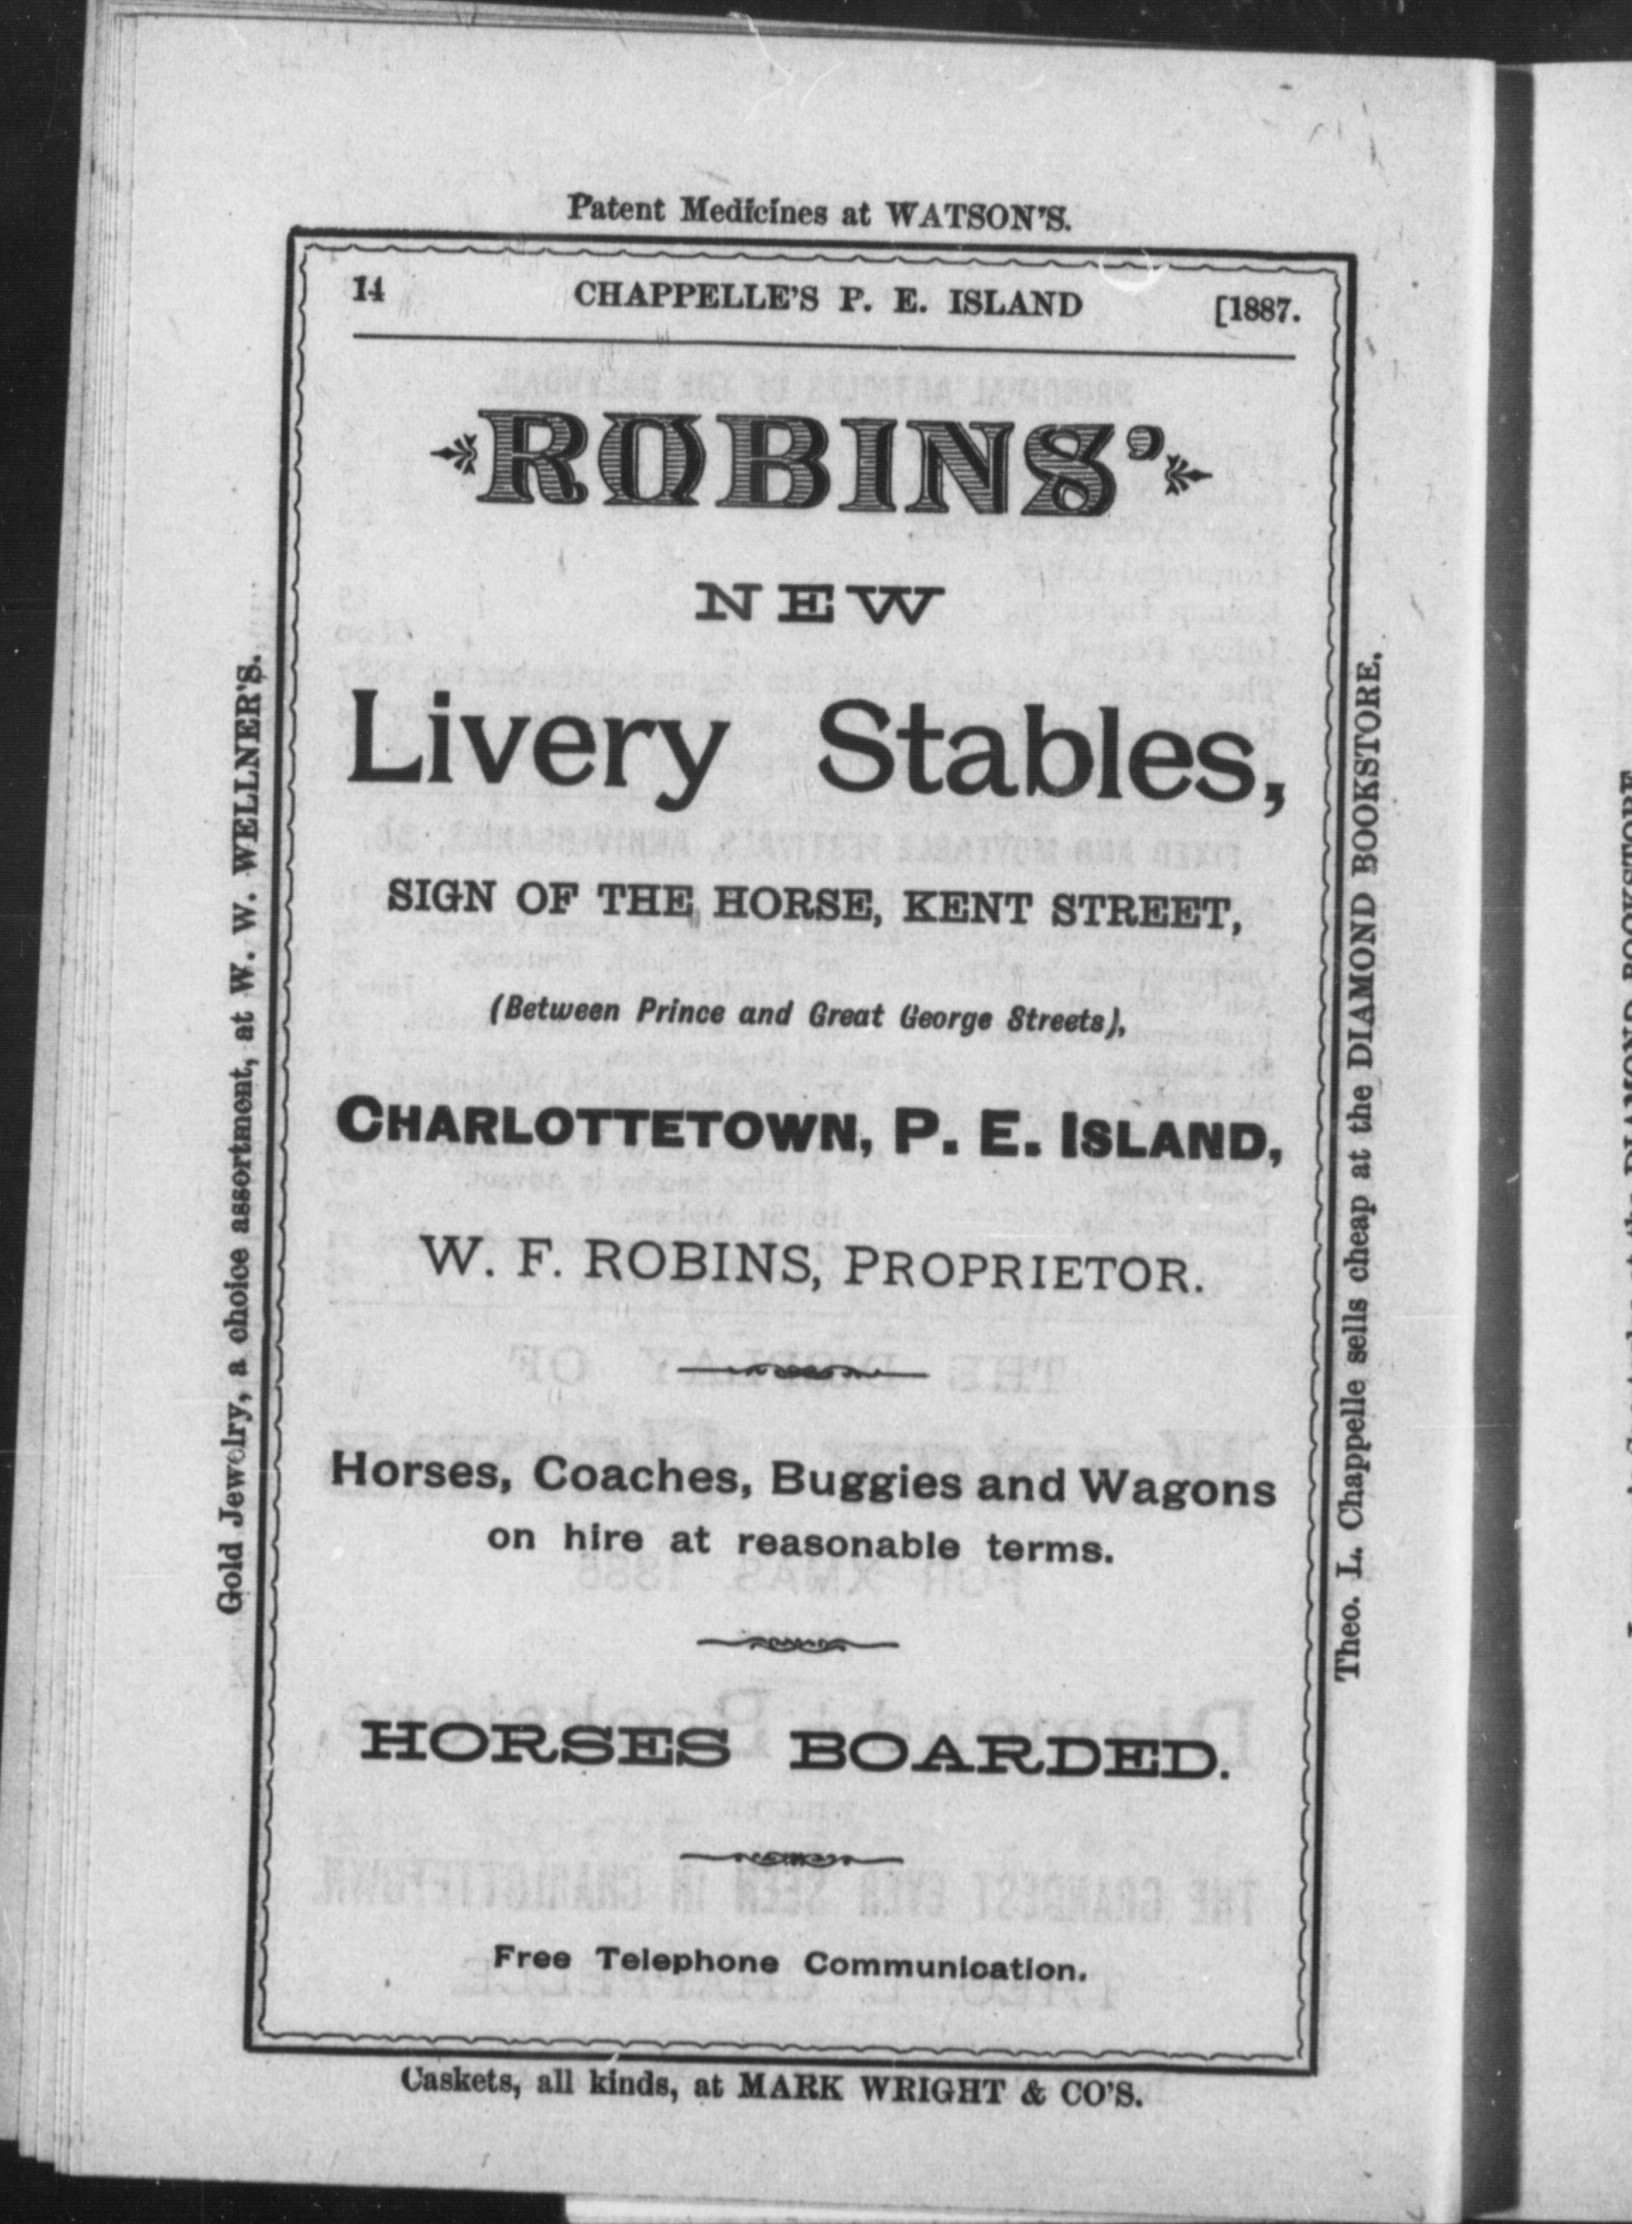 Patent Medicines at WATSON'S.
14 CHAPPELLE'S P. E. ISLAND [1887.
ROBINS'
NEW
Livery Stables,
SIGN OF THE HORSE, KENT STREET,
(Between Prince and Great George Streets),
CHARLOTTETOWN, P. E. ISLAND,
W. F. ROBINS, PROPRIETOR.
Horses, Coaches, Buggies and Wagons
on hire at reasonable terms.
HORSES BOARDED.
Free Telephone Communication.
Caskets, all kinds, at MARK WRIGHT & CO'S.
Gold Jewelry, a choice assortment, at W. W. WELLNER'S.
Theo. L. Chappelle sells cheap at the DIAMOND BOOKSTORE.
DIAMOND BOOKSTORE